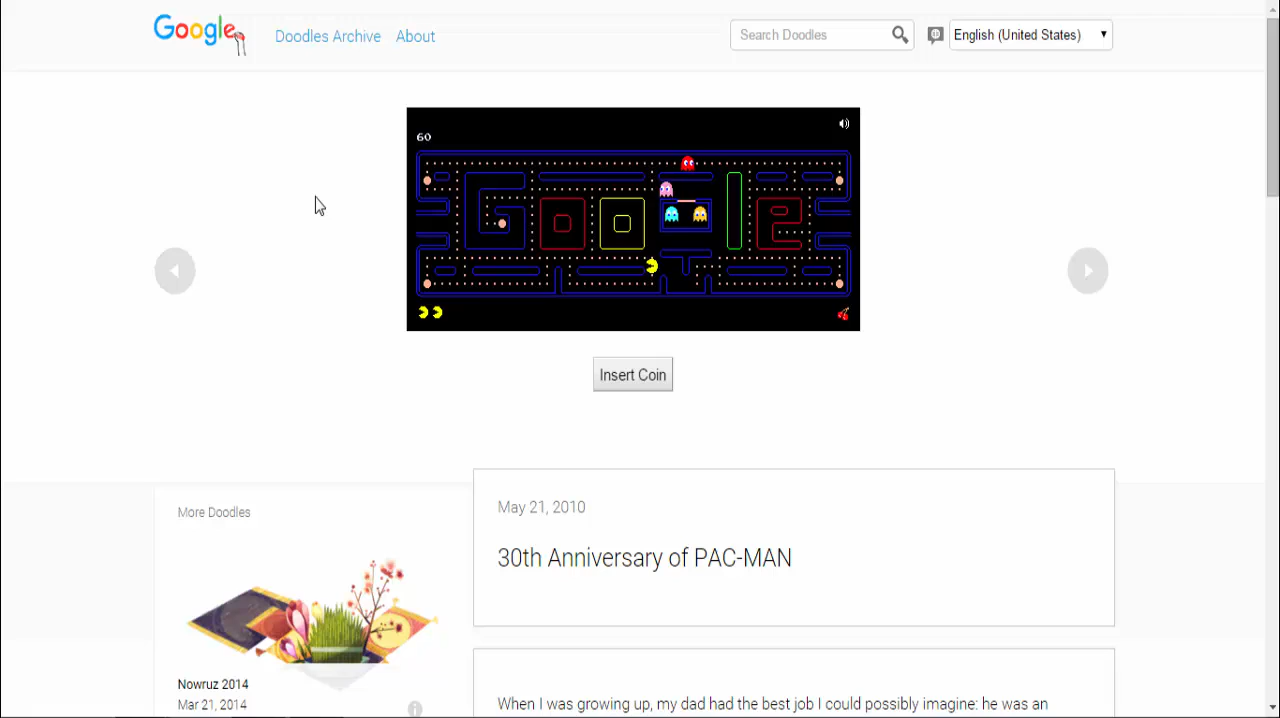 Google
Doodles Archive About
Search Doodles
English (United States)
60
Google
Insert Coin
More Doodles
Nowruz 2014
Mar 21, 2014
May 21, 2010
30th Anniversary of PAC-MAN
When I was growing up, my dad had the best job I could possibly imagine: he was an